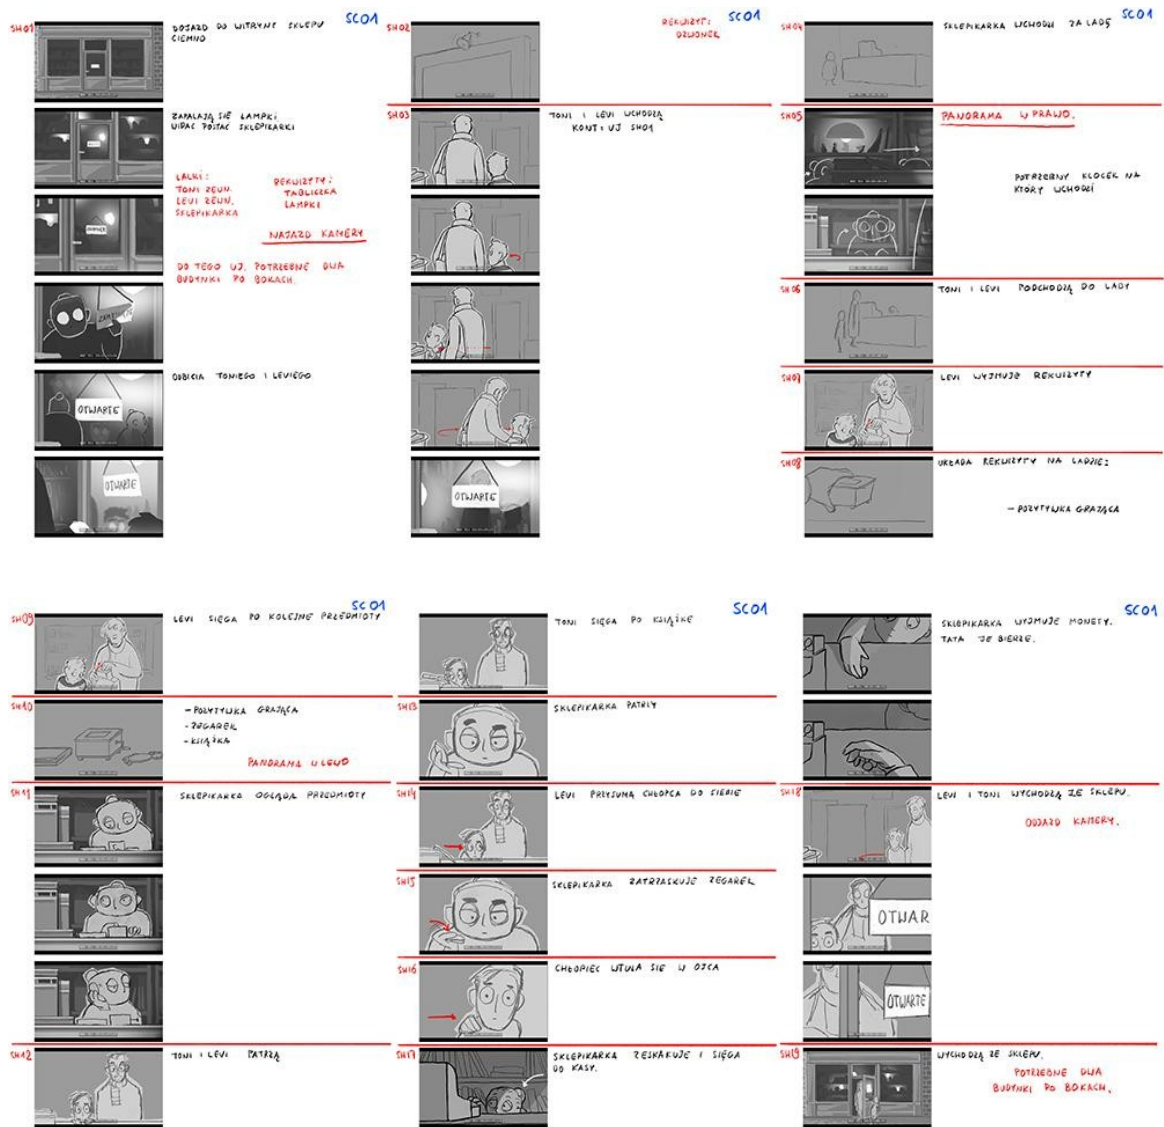 SC01
SH01
DOJAZD DO WITRYNY SKLEPU
CIEMNO
ZAPALAJĄ SIĘ LAMPKI
WIDAĆ POSTAĆ SKLEPIKARKI
LALKI:
TONI ZEUN.
LEVI ZEUN.
SKLEPIKARKA
REKWIZYTY:
TABLICZKA
LAMPKI
NAJAZD KAMERY
DO TEGO UJ. POTRZEBNE DWA
BUDYNKI PO BOKACH.
ODBICIA TONIEGO I LEVIEGO
OTWARTE
OTWARTE
SC01
SH02
REKWIZYT:
DZWONEK
SH03
TONI I LEVI WCHODZĄ
KONT: UJ SH01
OTWARTE
SC01
SH04
SKLEPIKARKA WCHODZI ZA LADĘ
SH05
PANORAMA W PRAWO.
POTRZEBNY KLOCEK NA
KTÓRY WCHODZI
SH06
TONI I LEVI PODCHODZĄ DO LADY
SH07
LEVI WYJMUJE REKWIZYTY
SH08
UKŁADA REKWIZYTY NA LADZIE:
- POZYTYWKA GRAJĄCA
SC01
SH09
LEVI SIĘGA PO KOLEJNE PRZEDMIOTY
SH10
- POZYTYWKA GRAJĄCA
- ZEGAREK
- KSIĄŻKA
PANORAMA W LEWO
SH11
SKLEPIKARKA OGLĄDA PRZEDMIOTY
SH12
TONI I LEVI PATRZĄ
SC01
TONI SIĘGA PO KSIĄŻKĘ
SH13
SKLEPIKARKA PATRZY
SH14
LEVI PRZYSUWA CHŁOPCA DO SIEBIE
SH15
SKLEPIKARKA ZATRZASKUJE ZEGAREK
SH16
CHŁOPIEC WTULA SIĘ W OJCA
SH17
SKLEPIKARKA ZESKAKUJE I SIĘGA
DO KASY.
SC01
SKLEPIKARKA WYJMUJE MONETY.
TATA JE BIERZE.
SH18
LEVI I TONI WYCHODZĄ ZE SKLEPU.
ODJAZD KAMERY.
OTWAR
OTWARTE
SH19
WYCHODZĄ ZE SKLEPU.
POTRZEBNE DWA
BUDYNKI PO BOKACH.